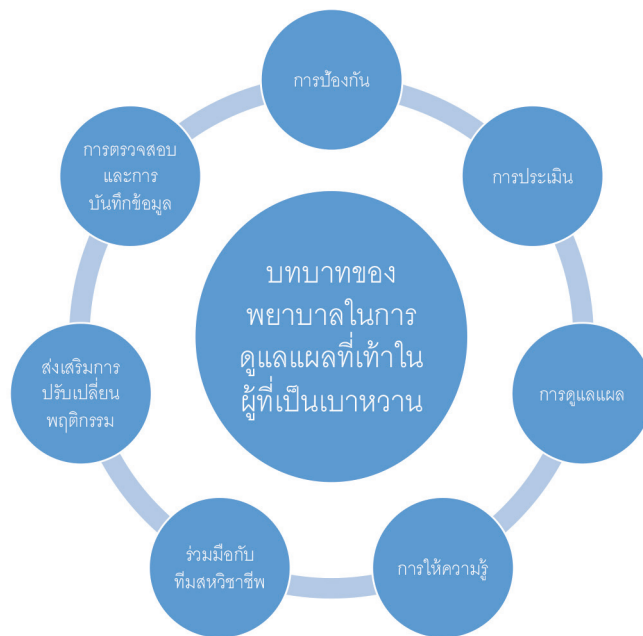 การป้องกัน
การประเมิน
การดูแลแผล
การให้ความรู้
ร่วมมือกับ
ทีมสหวิชาชีพ
ส่งเสริมการ
ปรับเปลี่ยน
พฤติกรรม
การตรวจสอบ
และการ
บันทึกข้อมูล
บทบาทของ
พยาบาลในการ
ดูแลแผลที่เท้าใน
ผู้ที่เป็นเบาหวาน